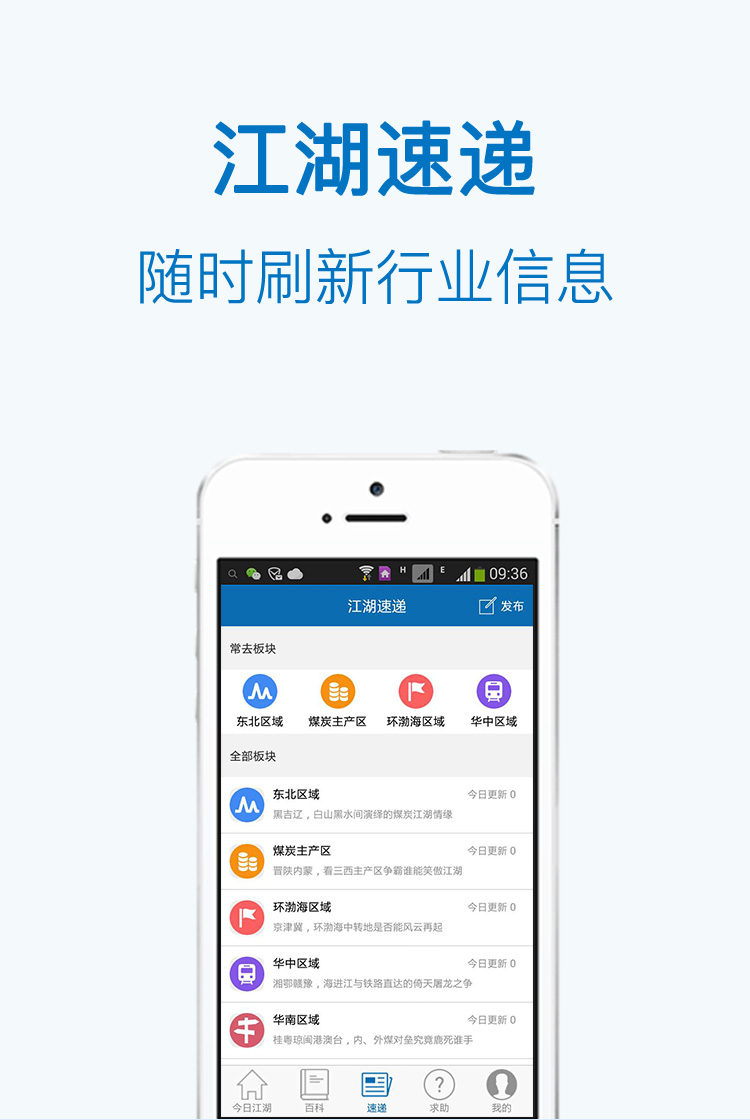 江湖速递
随时刷新行业信息
H E 09:36
江湖速递 发布
常去板块
东北区域 煤炭主产区 环渤海区域 华中区域
全部板块
东北区域 今日更新 0
黑吉辽，白山黑水间演绎的煤炭江湖情缘
煤炭主产区 今日更新 0
晋陕内蒙，看三西主产区争霸谁能笑傲江湖
环渤海区域 今日更新 0
京津冀，环渤海中转地是否能风云再起
华中区域 今日更新 0
湘鄂赣豫，海进江与铁路直达的倚天屠龙之争
华南区域 今日更新 0
桂粤琼闽港澳台，内、外煤对垒究竟鹿死谁手
今日江湖 百科 速递 求助 我的